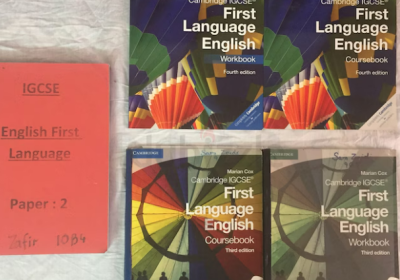 IGCSE
English First
Language
Paper : 2
Zafir 10B4
Cambridge IGCSE
First
Language
English
Workbook
Fourth edition
Cambridge IGCSE
First
Language
English
Coursebook
Fourth edition
CAMBRIDGE
Marian Cox
Cambridge IGCSE®
First
Language
English
Coursebook
Third edition
Marian Cox
Cambridge IGCSE®
First
Language
English
Workbook
Third edition